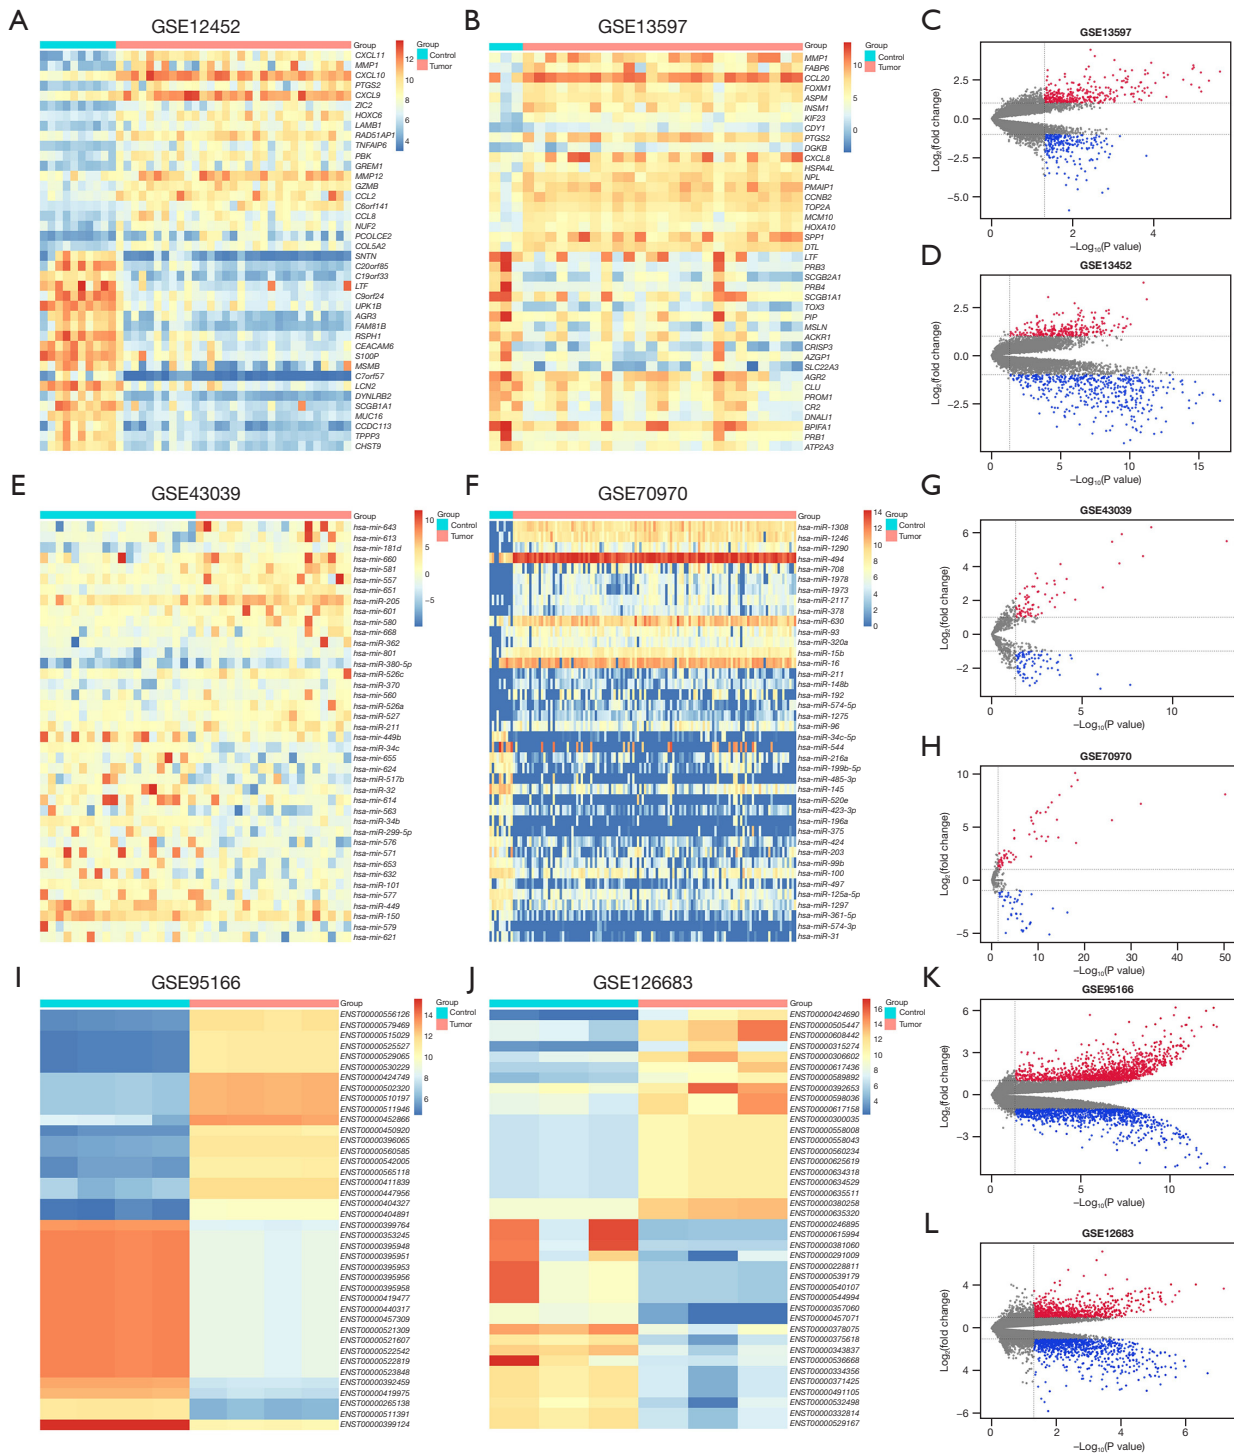 A
GSE12452
Group
CXCL11
MMP1
CXCL10
PTGS2
CXCL9
ZIC2
HOXC6
LAMB1
RAD51AP1
TNFAIP6
PBK
GREM1
MMP12
GZMB
CCL2
C6orf141
CCL8
NUF2
PCOLCE2
COL5A2
SNTN
C20orf85
C19orf33
LTF
C9orf24
UPK1B
AGR3
FAM81B
RSPH1
CEACAM6
S100P
MSMB
C7orf57
LCN2
DYNLRB2
SCGB1A1
MUC16
CCDC113
TPPP3
CHST9
12
10
8
6
4
Group
Control
Tumor
B
GSE13597
Group
MMP1
FABP6
CCL20
FOXM1
ASPM
INSM1
KIF23
CDY1
PTGS2
DGKB
CXCL8
HSPA4L
NPL
PMAIP1
CCNB2
TOP2A
MCM10
HOXA10
SPP1
DTL
LTF
PRB3
SCGB2A1
PRB4
SCGB1A1
TOX3
PIP
MSLN
ACKR1
CRISP3
AZGP1
SLC22A3
AGR2
CLU
PROM1
CR2
DNALI1
BPIFA1
PRB1
ATP2A3
10
5
0
Group
Control
Tumor
C
GSE13597
Log2(fold change)
2.5
0.0
−2.5
−5.0
0 2 4
−Log10(P value)
D
GSE13452
Log2(fold change)
2.5
0.0
−2.5
0 5 10 15
−Log10(P value)
E
GSE43039
Group
hsa-mir-643
hsa-mir-613
hsa-mir-181d
hsa-mir-660
hsa-mir-581
hsa-mir-557
hsa-mir-651
hsa-miR-205
hsa-mir-601
hsa-mir-580
hsa-mir-668
hsa-miR-362
hsa-mir-801
hsa-miR-380-5p
hsa-miR-526c
hsa-miR-370
hsa-mir-560
hsa-miR-526a
hsa-miR-527
hsa-miR-211
hsa-mir-449b
hsa-miR-34c
hsa-mir-655
hsa-mir-624
hsa-miR-517b
hsa-miR-32
hsa-mir-614
hsa-mir-563
hsa-miR-34b
hsa-miR-299-5p
hsa-mir-576
hsa-mir-571
hsa-mir-653
hsa-mir-632
hsa-miR-101
hsa-mir-577
hsa-miR-449
hsa-miR-150
hsa-mir-579
hsa-mir-621
10
5
0
−5
Group
Control
Tumor
F
GSE70970
Group
hsa-miR-1308
hsa-miR-1246
hsa-miR-1290
hsa-miR-494
hsa-miR-708
hsa-miR-1978
hsa-miR-1973
hsa-miR-2117
hsa-miR-378
hsa-miR-630
hsa-miR-93
hsa-miR-320a
hsa-miR-15b
hsa-miR-16
hsa-miR-211
hsa-miR-148b
hsa-miR-192
hsa-miR-574-5p
hsa-miR-1275
hsa-miR-96
hsa-miR-34c-5p
hsa-miR-544
hsa-miR-216a
hsa-miR-199b-5p
hsa-miR-485-3p
hsa-miR-145
hsa-miR-520e
hsa-miR-423-3p
hsa-miR-196a
hsa-miR-375
hsa-miR-424
hsa-miR-203
hsa-miR-99b
hsa-miR-100
hsa-miR-497
hsa-miR-125a-5p
hsa-miR-1297
hsa-miR-361-5p
hsa-miR-574-3p
hsa-miR-31
14
12
10
8
6
4
2
0
Group
Control
Tumor
G
GSE43039
Log2(fold change)
6
4
2
0
−2
0 5 10
−Log10(P value)
H
GSE70970
Log2(fold change)
10
5
0
−5
0 10 20 30 40 50
−Log10(P value)
I
GSE95166
Group
ENST00000556126
ENST00000579469
ENST00000515029
ENST00000525527
ENST00000529065
ENST00000530229
ENST00000424749
ENST00000502320
ENST00000510197
ENST00000511946
ENST00000452866
ENST00000450920
ENST00000396065
ENST00000560585
ENST00000542005
ENST00000565118
ENST00000411839
ENST00000447956
ENST00000404327
ENST00000404891
ENST00000399764
ENST00000353245
ENST00000395948
ENST00000395951
ENST00000395953
ENST00000395956
ENST00000395958
ENST00000419477
ENST00000440317
ENST00000457309
ENST00000521309
ENST00000521607
ENST00000522542
ENST00000522819
ENST00000523848
ENST00000392459
ENST00000419975
ENST00000265138
ENST00000511391
ENST00000399124
14
12
10
8
6
Group
Control
Tumor
J
GSE126683
Group
ENST00000424690
ENST00000505447
ENST00000608442
ENST00000315274
ENST00000306602
ENST00000617436
ENST00000589892
ENST00000392653
ENST00000598036
ENST00000617158
ENST00000300035
ENST00000558008
ENST00000558043
ENST00000560234
ENST00000625619
ENST00000634318
ENST00000634529
ENST00000635511
ENST00000380258
ENST00000635320
ENST00000246895
ENST00000615994
ENST00000381060
ENST00000291009
ENST00000228811
ENST00000539179
ENST00000540107
ENST00000544994
ENST00000357060
ENST00000457071
ENST00000378075
ENST00000375618
ENST00000343837
ENST00000536668
ENST00000334356
ENST00000371425
ENST00000491105
ENST00000532498
ENST00000332814
ENST00000529167
16
14
12
10
8
6
4
Group
Control
Tumor
K
GSE95166
Log2(fold change)
6
3
0
−3
0 5 10
−Log10(P value)
L
GSE12683
Log2(fold change)
4
2
0
4
−6
0 2 4 6
−Log10(P value)